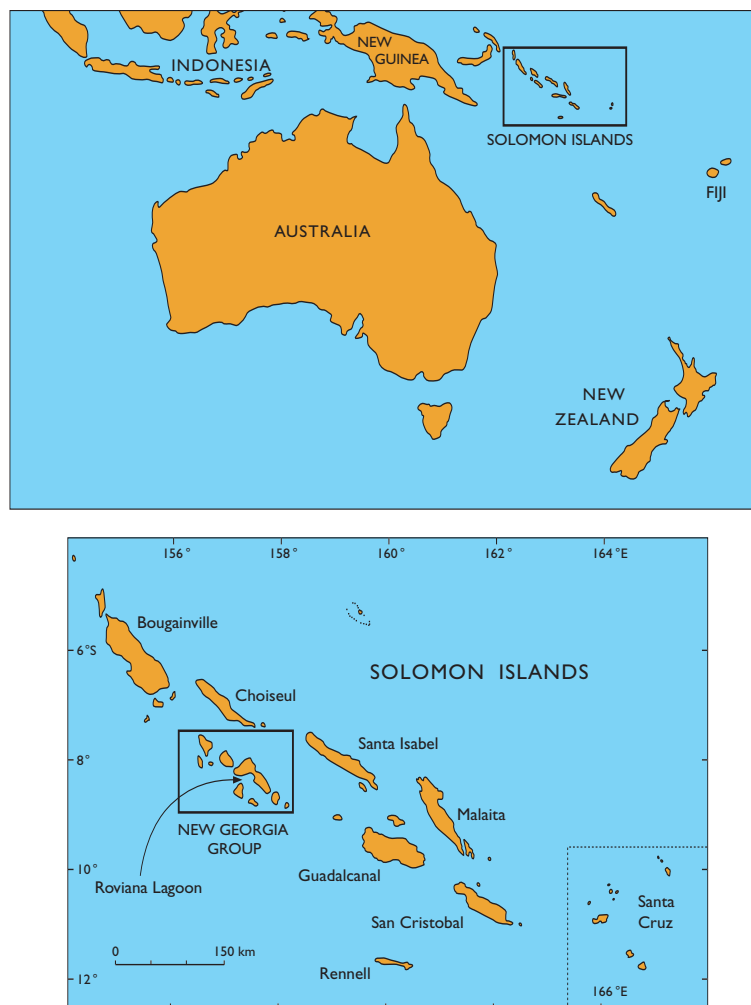 NEW
GUINEA
INDONESIA
SOLOMON ISLANDS
FIJI
AUSTRALIA
NEW
ZEALAND
156° 158° 160° 162° 164°E
Bougainville
6°S
SOLOMON ISLANDS
Choiseul
Santa Isabel
8°
Malaita
NEW GEORGIA
GROUP
10°
Guadalcanal
Roviana Lagoon
Santa
Cruz
San Cristobal
0 150 km
Rennell
12°
166°E